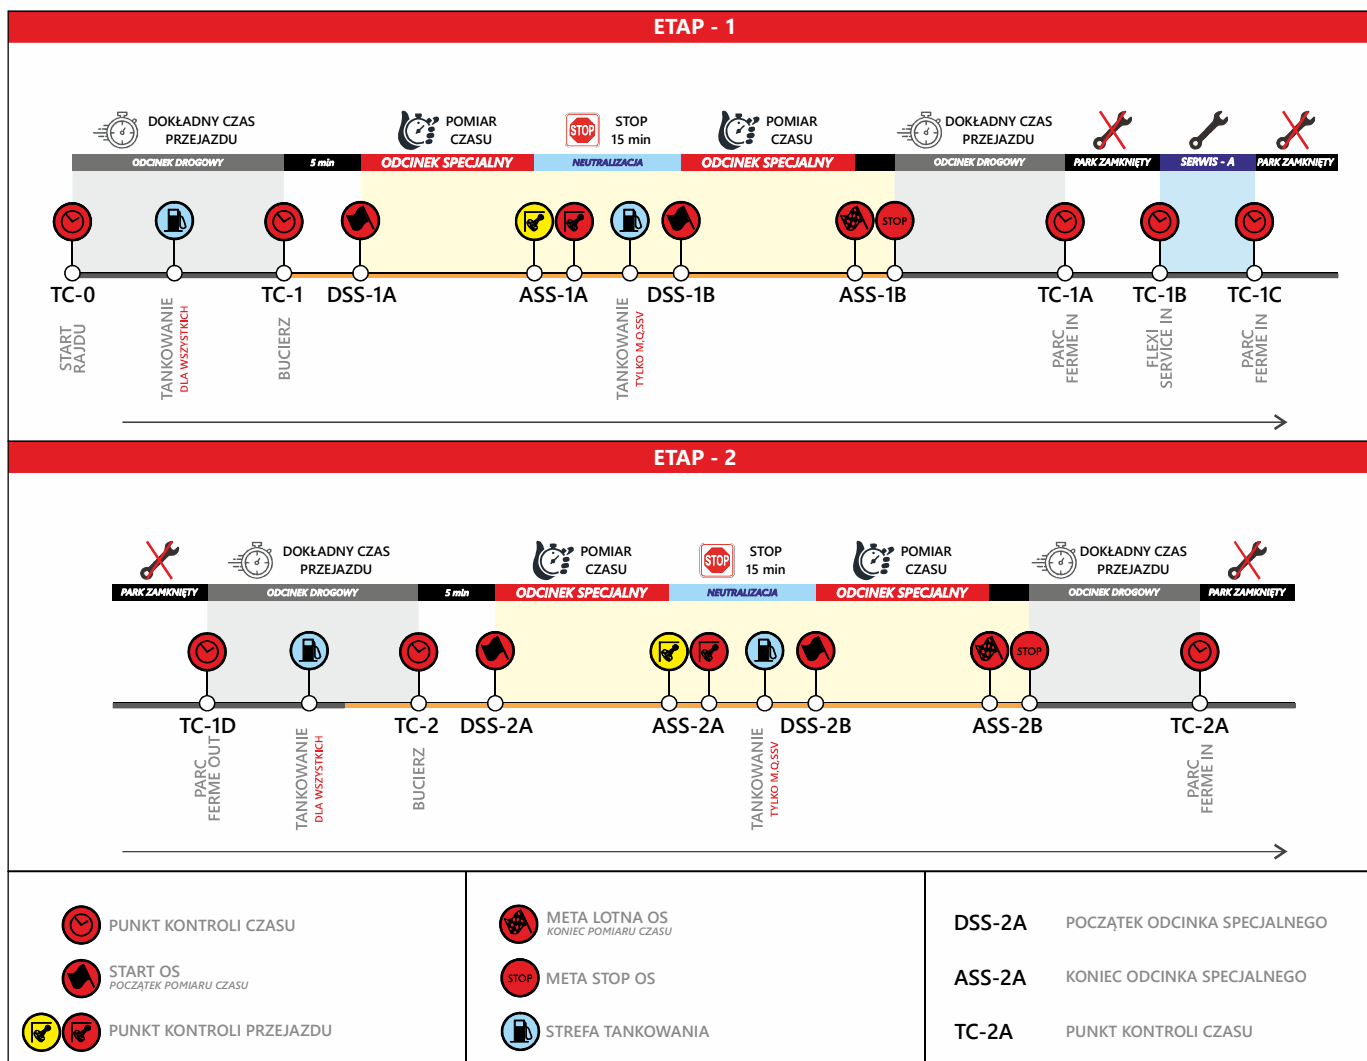 ETAP - 1
DOKŁADNY CZAS
PRZEJAZDU
POMIAR
CZASU
STOP
STOP
15 min
POMIAR
CZASU
DOKŁADNY CZAS
PRZEJAZDU
ODCINEK DROGOWY
5 min
ODCINEK SPECJALNY
NEUTRALIZACJA
ODCINEK SPECJALNY
ODCINEK DROGOWY
PARK ZAMKNIĘTY
SERWIS - A
PARK ZAMKNIĘTY
STOP
TC-0
TC-1
DSS-1A
ASS-1A
DSS-1B
ASS-1B
TC-1A
TC-1B
TC-1C
START
RAJDU
TANKOWANIE
DLA WSZYSTKICH
BUCIERZ
TANKOWANIE
TYLKO M,Q,SSV
PARC
FERME IN
FLEXI
SERVICE IN
PARC
FERME IN
ETAP - 2
DOKŁADNY CZAS
PRZEJAZDU
POMIAR
CZASU
STOP
STOP
15 min
POMIAR
CZASU
DOKŁADNY CZAS
PRZEJAZDU
PARK ZAMKNIĘTY
ODCINEK DROGOWY
5 min
ODCINEK SPECJALNY
NEUTRALIZACJA
ODCINEK SPECJALNY
ODCINEK DROGOWY
PARK ZAMKNIĘTY
STOP
TC-1D
TC-2
DSS-2A
ASS-2A
DSS-2B
ASS-2B
TC-2A
PARC
FERME OUT
TANKOWANIE
DLA WSZYSTKICH
BUCIERZ
TANKOWANIE
TYLKO M,Q,SSV
PARC
FERME IN
PUNKT KONTROLI CZASU
START OS
POCZĄTEK POMIARU CZASU
PUNKT KONTROLI PRZEJAZDU
META LOTNA OS
KONIEC POMIARU CZASU
STOP
META STOP OS
STREFA TANKOWANIA
DSS-2A
POCZĄTEK ODCINKA SPECJALNEGO
ASS-2A
KONIEC ODCINKA SPECJALNEGO
TC-2A
PUNKT KONTROLI CZASU